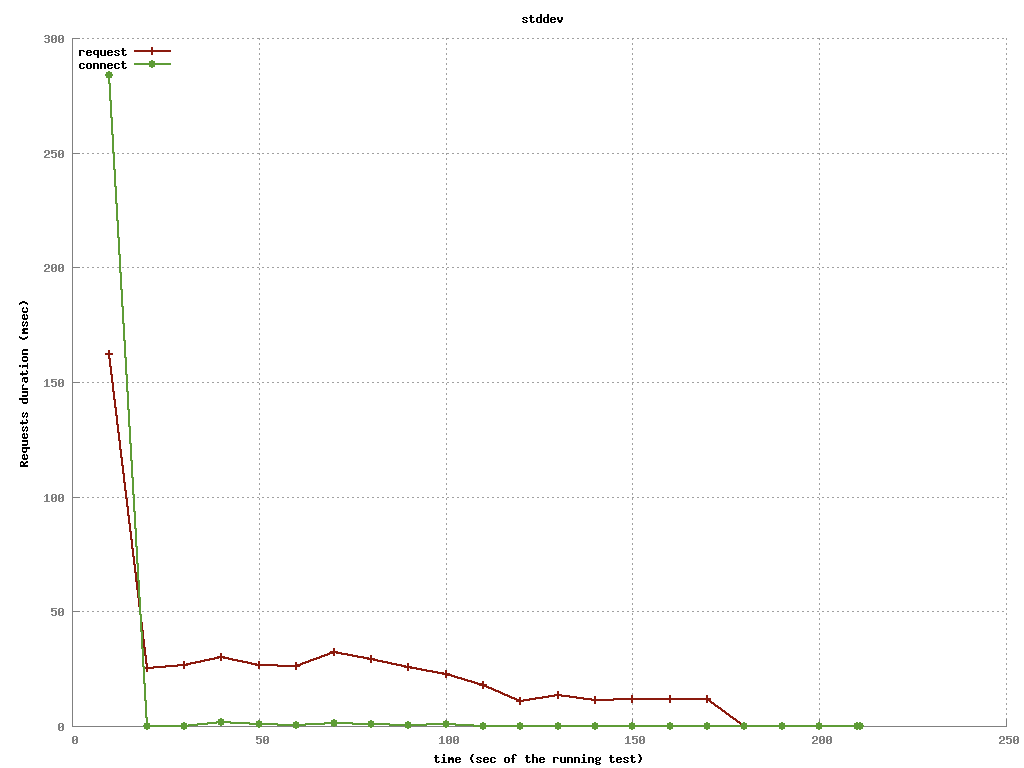 stddev
300
request
connect
250
200
150
100
50
0
Requests duration (msec)
0 50 100 150 200 250
time (sec of the running test)